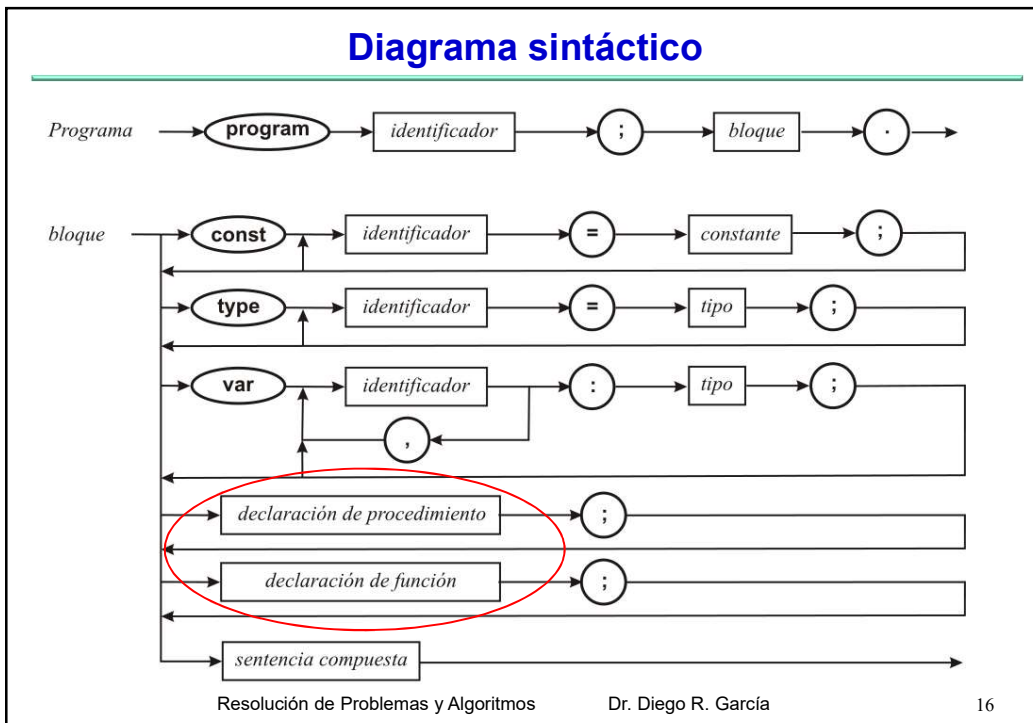 Diagrama sintáctico
Programa program identificador ; bloque .
bloque const identificador = constante ;
type identificador = tipo ;
var identificador : tipo ;
,
declaración de procedimiento ;
declaración de función ;
sentencia compuesta
Resolución de Problemas y Algoritmos Dr. Diego R. García 16